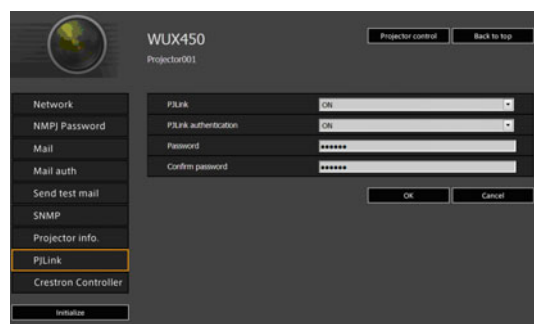 WUX450
Projector001
Projector control
Back to top
Network
NMPJ Password
Mail
Mail auth
Send test mail
SNMP
Projector info.
PJLink
Crestron Controller
Initialize
PJLink ON
PJLink authentication ON
Password ••••••
Confirm password ••••••
OK
Cancel